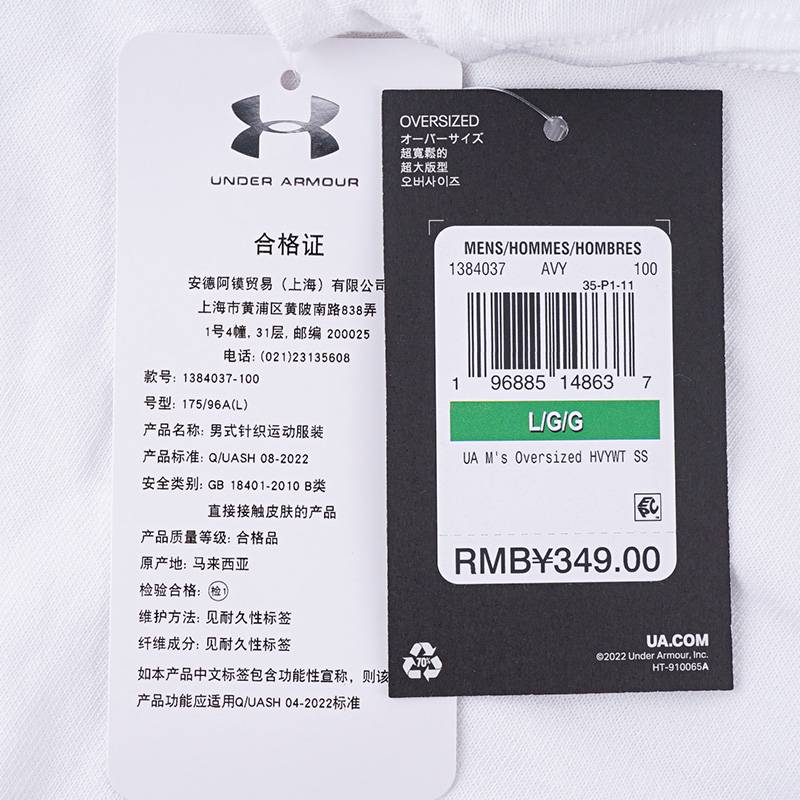 UNDER ARMOUR
合格证
安德阿镆贸易（上海）有限公司
上海市黄浦区黄陂南路838弄
1号4幢, 31层, 邮编 200025
电话: (021)23135608
款号: 1384037-100
号型: 175/96A(L)
产品名称: 男式针织运动服装
产品标准: Q/UASH 08-2022
安全类别: GB 18401-2010 B类
直接接触皮肤的产品
产品质量等级: 合格品
原产地: 马来西亚
检验合格: 检1
维护方法: 见耐久性标签
纤维成分: 见耐久性标签
如本产品中文标签包含功能性宣称, 则该
产品功能应适用Q/UASH 04-2022标准
OVERSIZED
オーバーサイズ
超寬鬆的
超大版型
오버사이즈
MENS/HOMMES/HOMBRES
1384037 AVY 100
35-P1-11
1 96885 14863 7
L/G/G
UA M's Oversized HVYWT SS
EPC
RMB¥349.00
70%
UA.COM
©2022 Under Armour, Inc.
HT-910065A